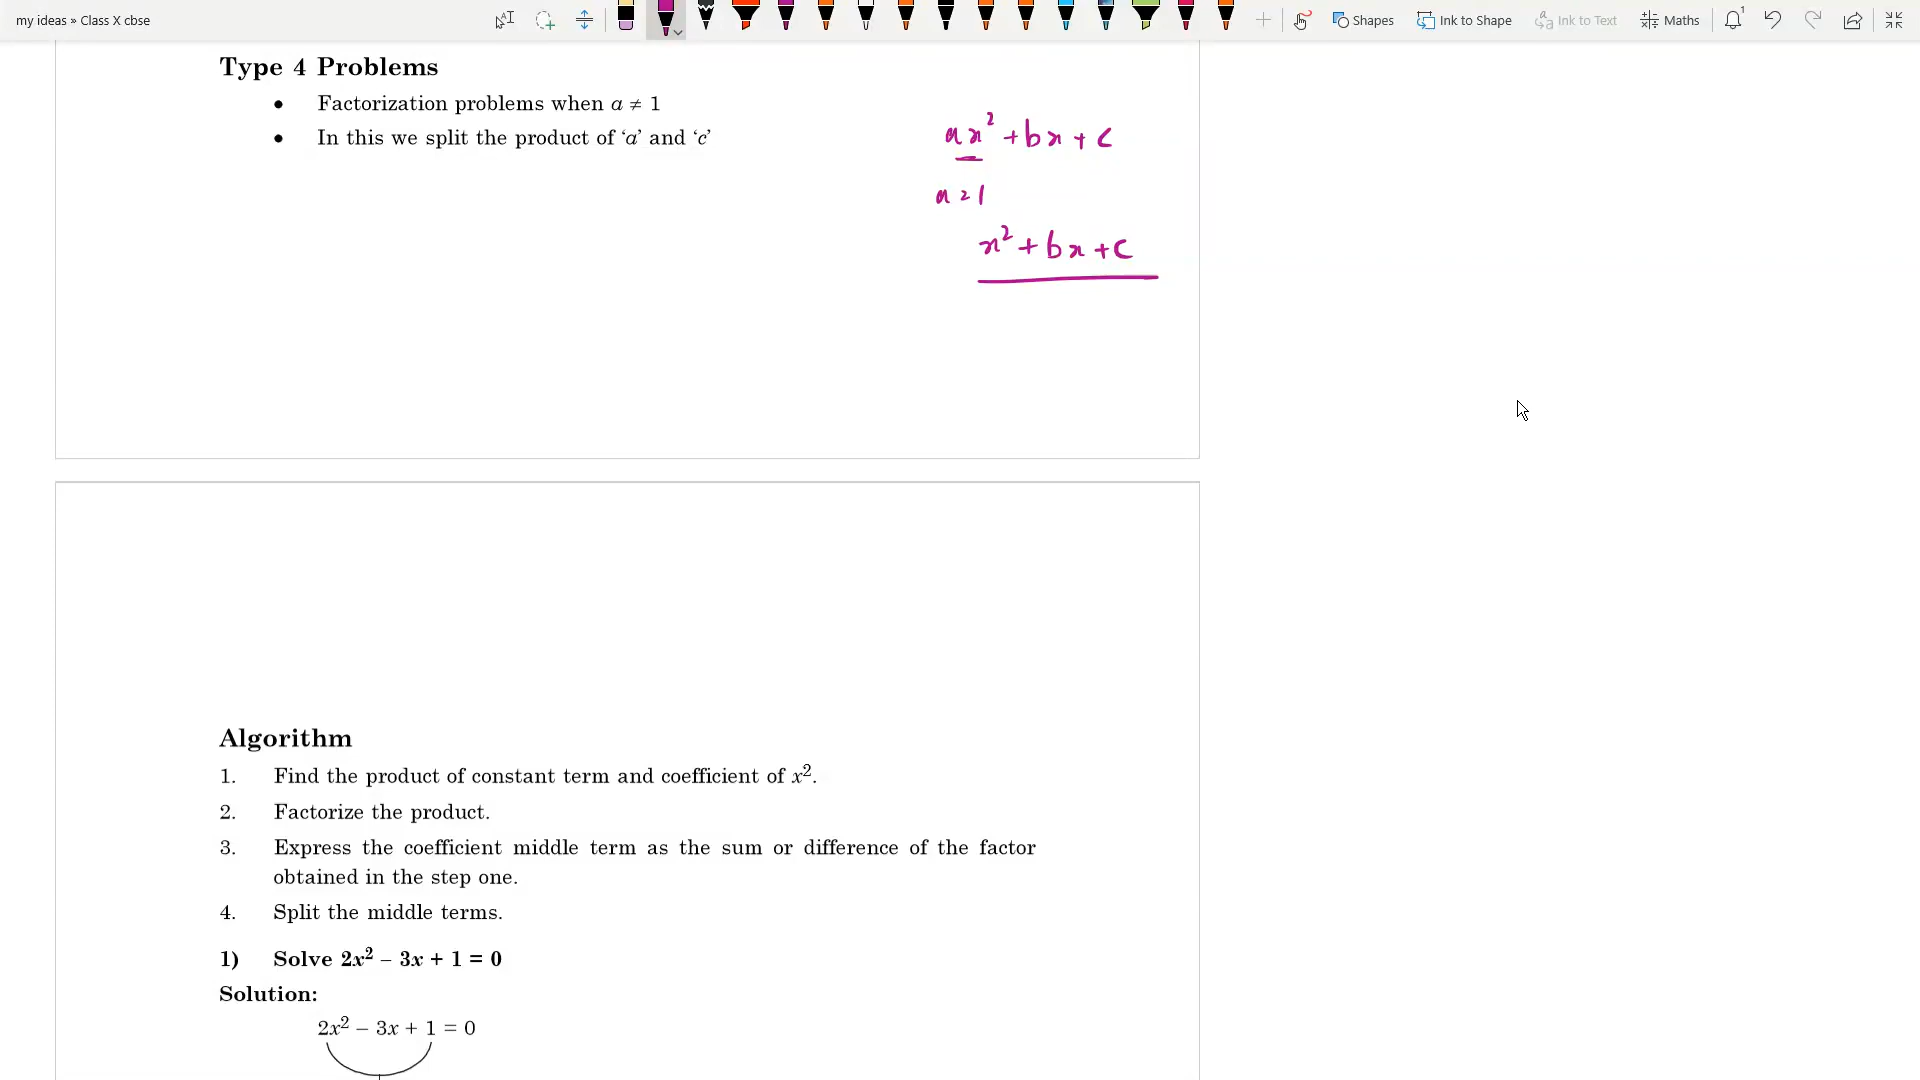 my ideas » Class X cbse
Shapes
Ink to Shape
Ink to Text
Maths
1
Type 4 Problems
• Factorization problems when a ≠ 1
• In this we split the product of ‘a’ and ‘c’
ax² + bx + c
a = 1
x² + bx + c
Algorithm
1. Find the product of constant term and coefficient of x².
2. Factorize the product.
3. Express the coefficient middle term as the sum or difference of the factor
obtained in the step one.
4. Split the middle terms.
1) Solve 2x² – 3x + 1 = 0
Solution:
2x² – 3x + 1 = 0